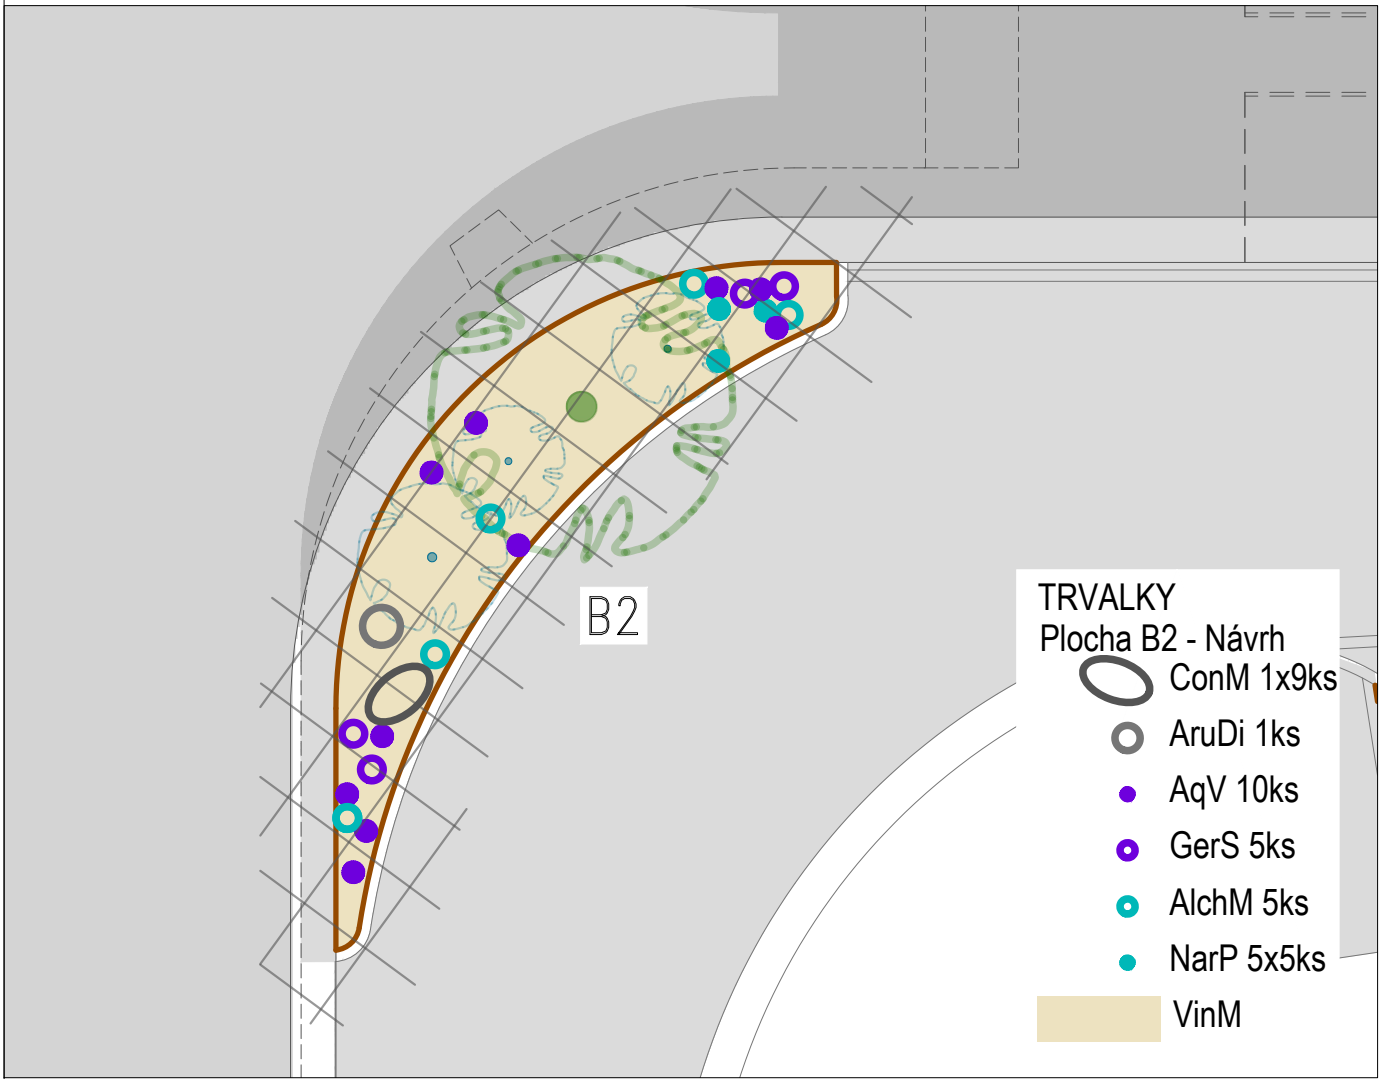 B2
TRVALKY
Plocha B2 - Návrh
ConM 1x9ks
AruDi 1ks
AqV 10ks
GerS 5ks
AlchM 5ks
NarP 5x5ks
VinM